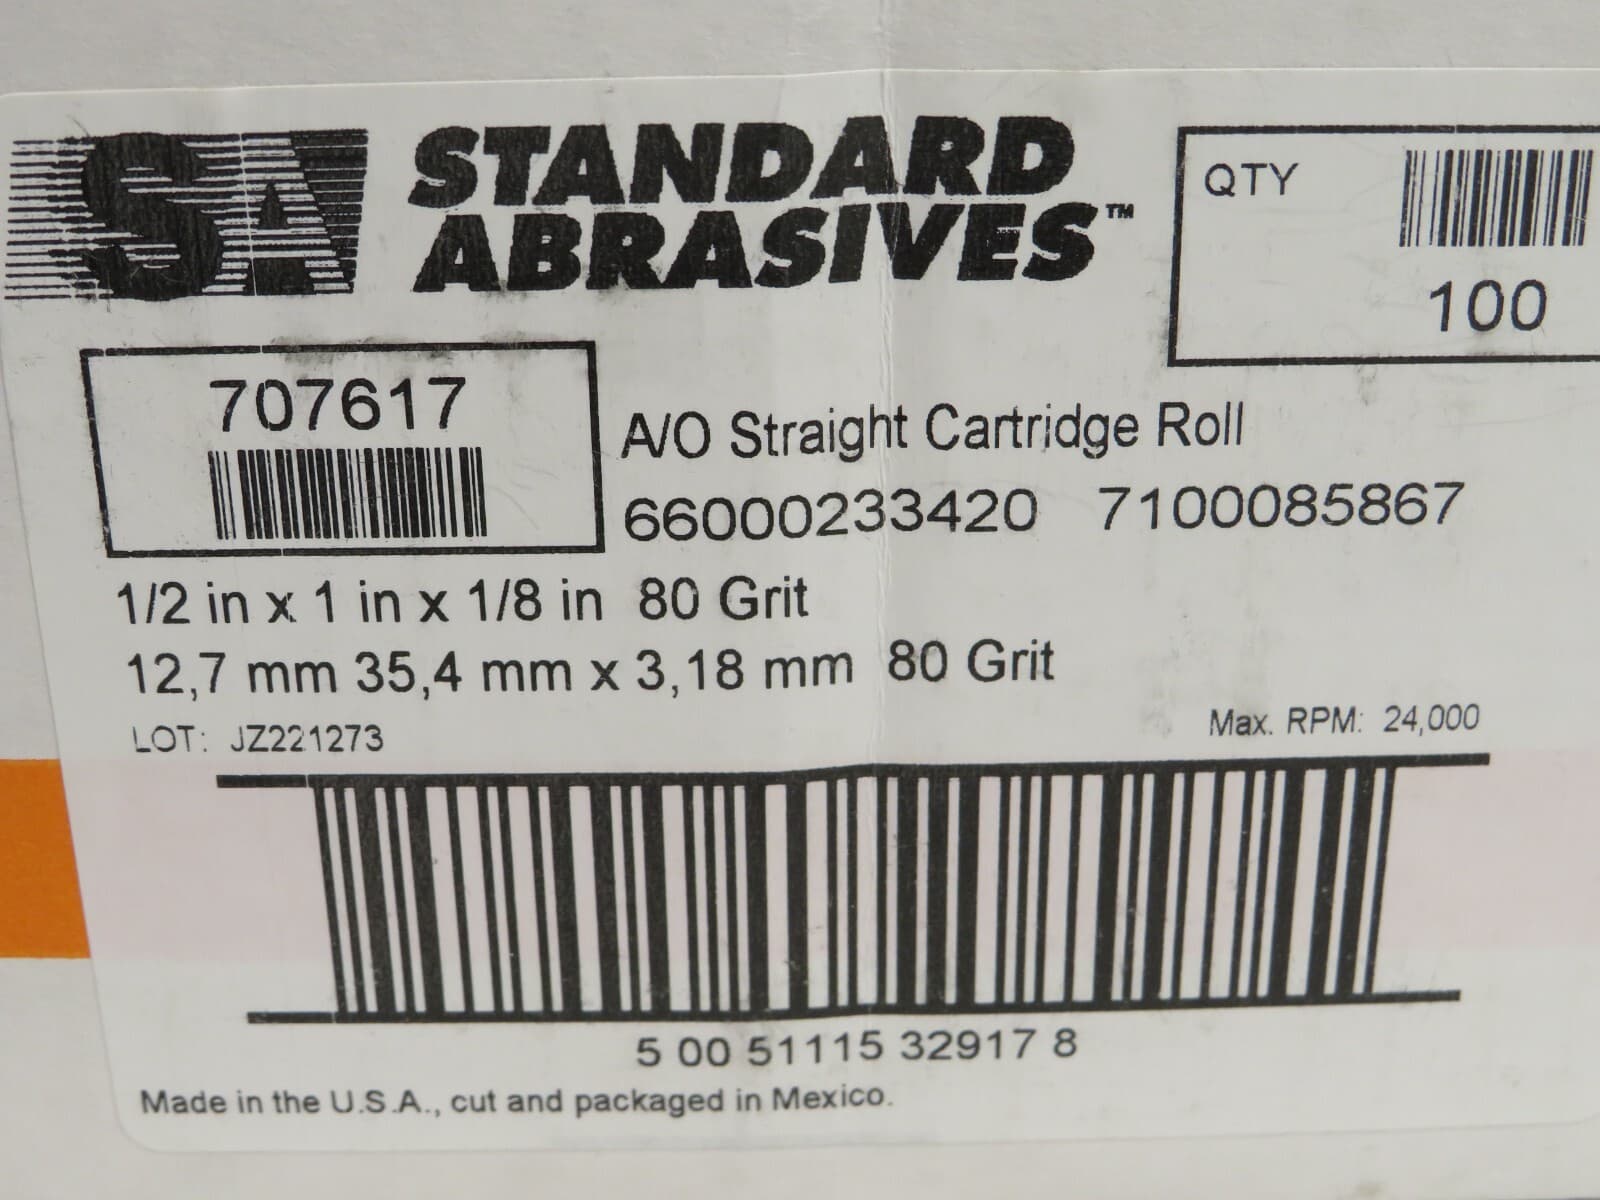 SA
STANDARD
ABRASIVES™
QTY
100
707617
A/O Straight Cartridge Roll
66000233420 7100085867
1/2 in x 1 in x 1/8 in 80 Grit
12,7 mm 35,4 mm x 3,18 mm 80 Grit
LOT: JZ221273
Max. RPM: 24,000
5 00 51115 32917 8
Made in the U.S.A., cut and packaged in Mexico.